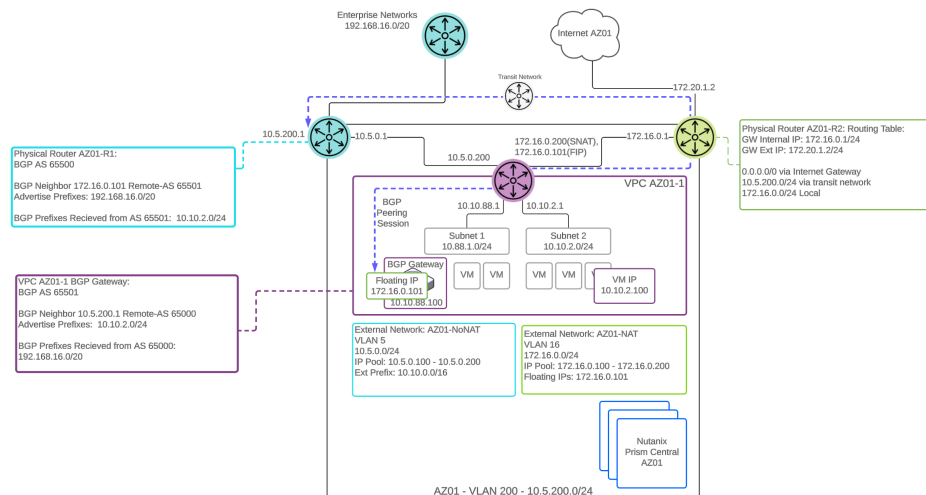 Enterprise Networks
192.168.16.0/20
Internet AZ01
Transit Network
172.20.1.2
10.5.200.1
10.5.0.1
172.16.0.200(SNAT),
172.16.0.101(FIP)
172.16.0.1
10.5.0.200
Physical Router AZ01-R1:
BGP AS 65500
BGP Neighbor 172.16.0.101 Remote-AS 65501
Advertise Prefixes: 192.168.16.0/20
BGP Prefixes Recieved from AS 65501:  10.10.2.0/24
Physical Router AZ01-R2: Routing Table:
GW Internal IP: 172.16.0.1/24
GW Ext IP: 172.20.1.2/24
0.0.0.0/0 via Internet Gateway
10.5.200.0/24 via transit network
172.16.0.0/24 Local
VPC AZ01-1
BGP
Peering
Session
10.10.88.1
10.10.2.1
Subnet 1
10.88.1.0/24
Subnet 2
10.10.2.0/24
BGP Gateway
Floating IP
172.16.0.101
10.10.88.100
VM
VM
VM
VM
VM IP
10.10.2.100
VPC AZ01-1 BGP Gateway:
BGP AS 65501
BGP Neighbor 10.5.200.1 Remote-AS 65000
Advertise Prefixes:  10.10.2.0/24
BGP Prefixes Recieved from AS 65000:
192.168.16.0/20
External Network: AZ01-NoNAT
VLAN 5
10.5.0.0/24
IP Pool: 10.5.0.100 - 10.5.0.200
Ext Prefix: 10.10.0.0/16
External Network: AZ01-NAT
VLAN 16
172.16.0.0/24
IP Pool: 172.16.0.100 - 172.16.0.200
Floating IPs: 172.16.0.101
Nutanix
Prism Central
AZ01
AZ01 - VLAN 200 - 10.5.200.0/24